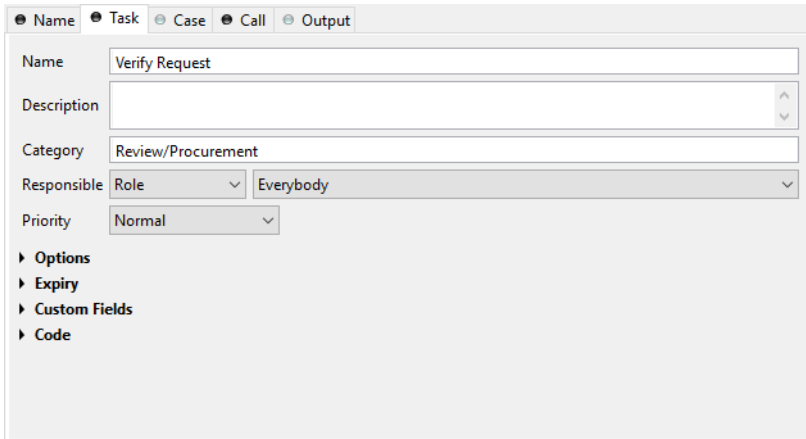 Name Task Case Call Output
Name Verify Request
Description
Category Review/Procurement
Responsible Role Everybody
Priority Normal
Options
Expiry
Custom Fields
Code